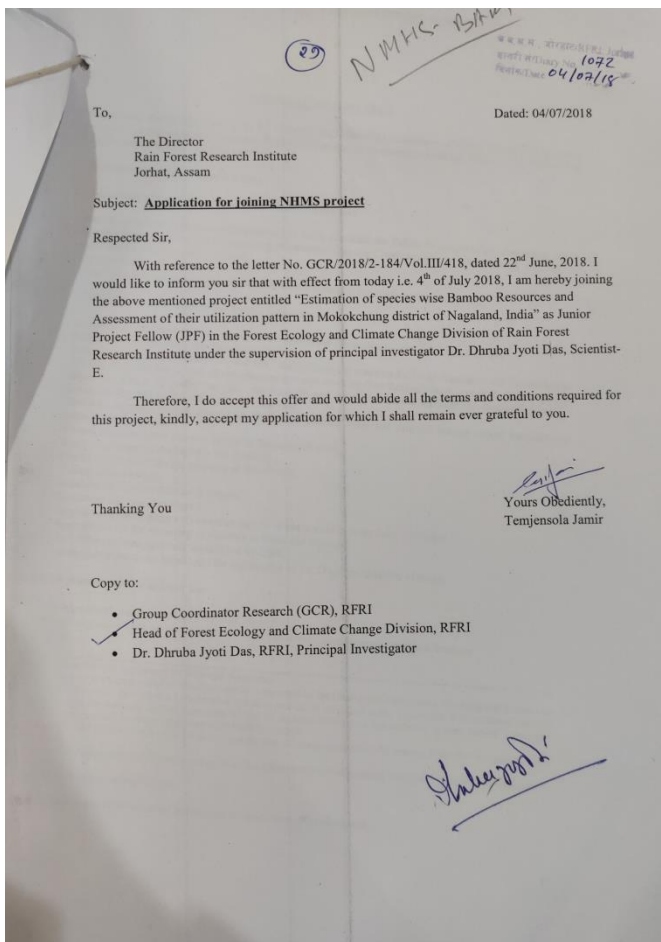 29
NMHS-
1072
04/07/18
To,
Dated: 04/07/2018
The Director
Rain Forest Research Institute
Jorhat, Assam
Subject: Application for joining NHMS project
Respected Sir,
With reference to the letter No. GCR/2018/2-184/Vol.III/418, dated 22nd June, 2018. I
would like to inform you sir that with effect from today i.e. 4th of July 2018, I am hereby joining
the above mentioned project entitled “Estimation of species wise Bamboo Resources and
Assessment of their utilization pattern in Mokokchung district of Nagaland, India” as Junior
Project Fellow (JPF) in the Forest Ecology and Climate Change Division of Rain Forest
Research Institute under the supervision of principal investigator Dr. Dhruba Jyoti Das, Scientist-
E.
Therefore, I do accept this offer and would abide all the terms and conditions required for
this project, kindly, accept my application for which I shall remain ever grateful to you.
Thanking You
Yours Obediently,
Temjensola Jamir
Copy to:
• Group Coordinator Research (GCR), RFRI
• Head of Forest Ecology and Climate Change Division, RFRI
• Dr. Dhruba Jyoti Das, RFRI, Principal Investigator